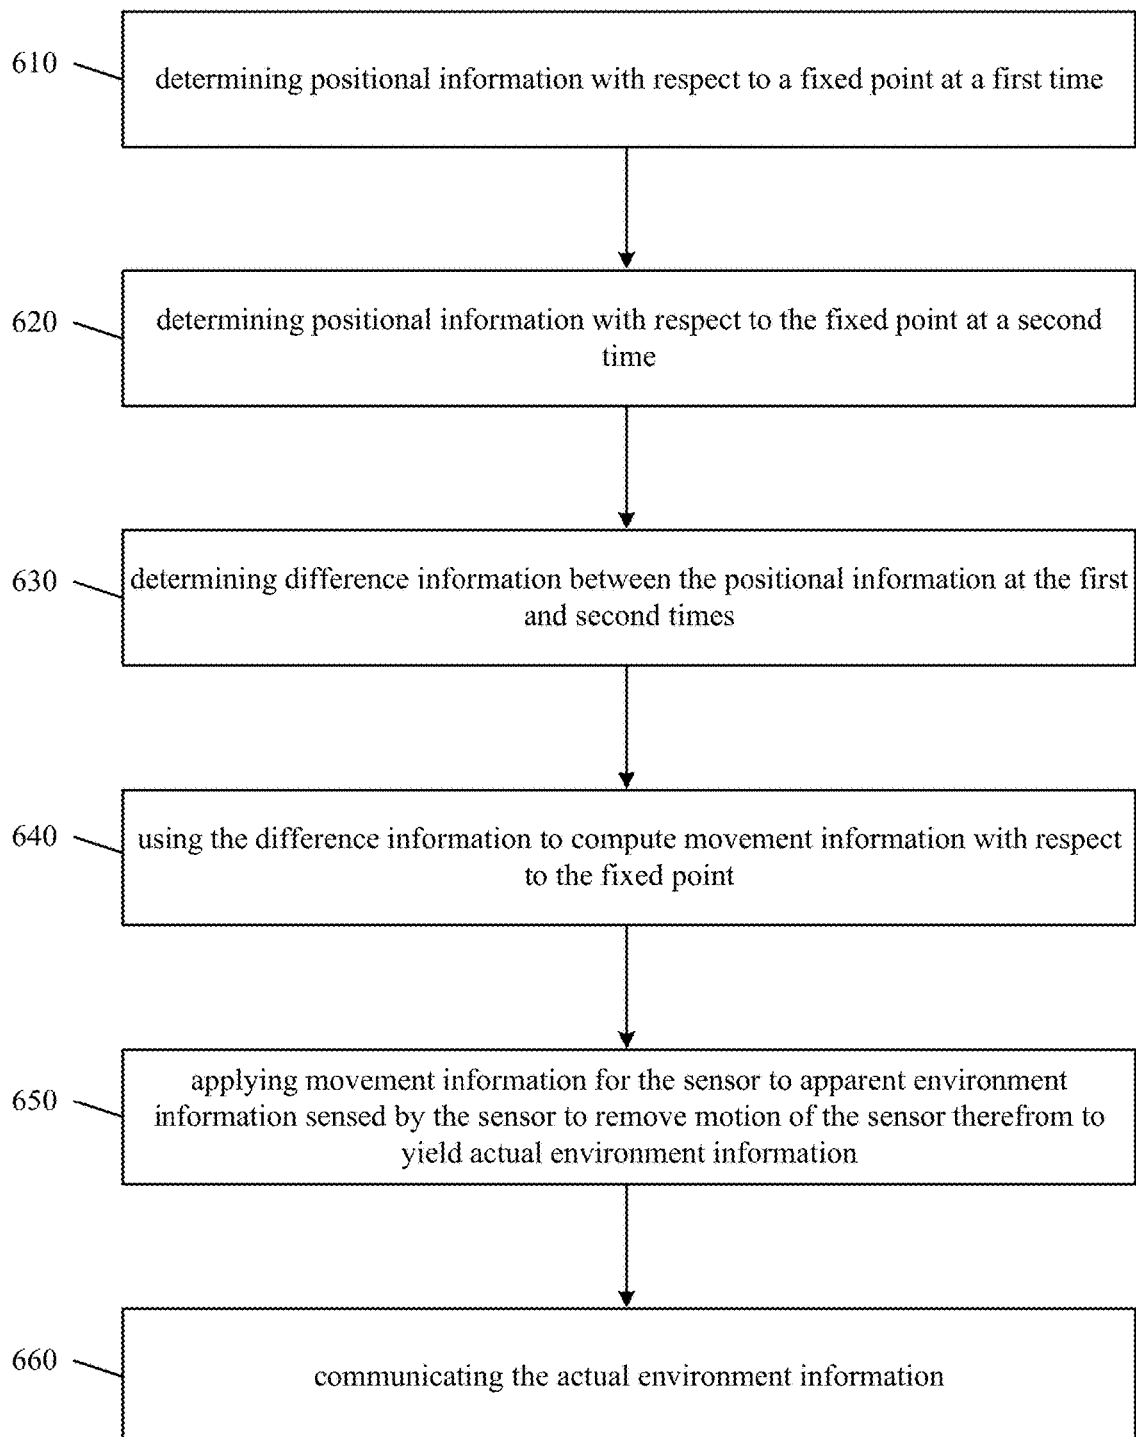 610
determining positional information with respect to a fixed point at a first time
620
determining positional information with respect to the fixed point at a second
time
630
determining difference information between the positional information at the first
and second times
640
using the difference information to compute movement information with respect
to the fixed point
650
applying movement information for the sensor to apparent environment
information sensed by the sensor to remove motion of the sensor therefrom to
yield actual environment information
660
communicating the actual environment information